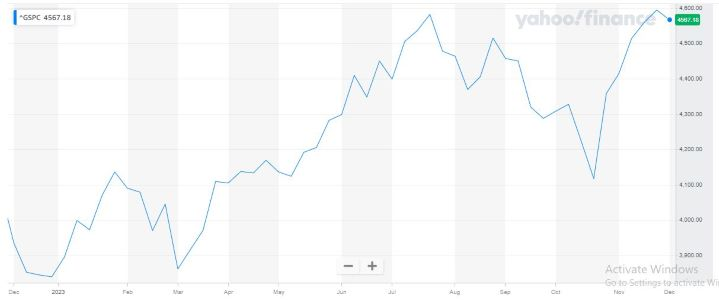 ^GSPC 4567.18
yahoo!finance
4,600.00
4567.18
4,500.00
4,400.00
4,300.00
4,200.00
4,100.00
4,000.00
3,900.00
Dec 2023 Feb Mar Apr May Jun Jul Aug Sep Oct Nov Dec
Activate Windows
Go to Settings to activate Wi